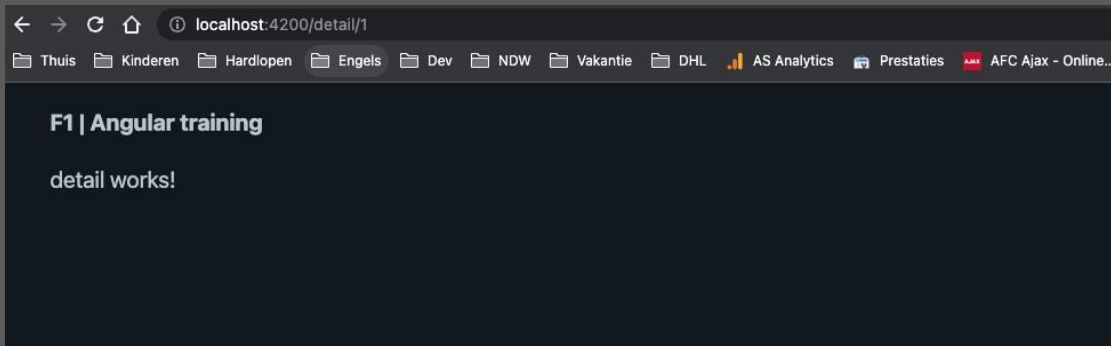 localhost:4200/detail/1
Thuis Kinderen Hardlopen Engels Dev NDW Vakantie DHL AS Analytics Prestaties AJAX AFC Ajax - Online...
F1 | Angular training
detail works!